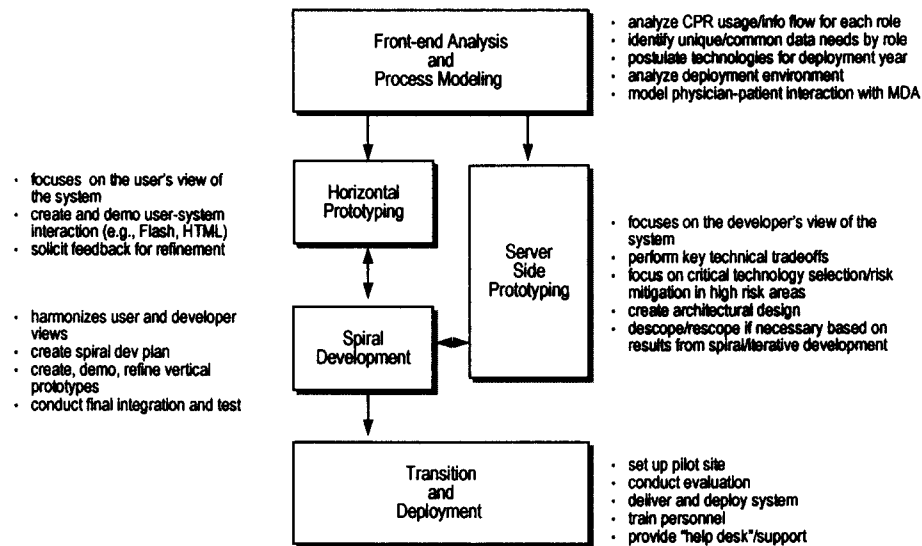 Front-end Analysis
and
Process Modeling
· analyze CPR usage/info flow for each role
· identify unique/common data needs by role
· postulate technologies for deployment year
· analyze deployment environment
· model physician-patient interaction with MDA
· focuses on the user's view of
the system
· create and demo user-system
interaction (e.g., Flash, HTML)
· solicit feedback for refinement
Horizontal
Prototyping
Server
Side
Prototyping
· focuses on the developer's view of the
system
· perform key technical tradeoffs
· focus on critical technology selection/risk
mitigation in high risk areas
· create architectural design
· descope/rescope if necessary based on
results from spiral/iterative development
· harmonizes user and developer
views
· create spiral dev plan
· create, demo, refine vertical
prototypes
· conduct final integration and test
Spiral
Development
Transition
and
Deployment
· set up pilot site
· conduct evaluation
· deliver and deploy system
· train personnel
· provide "help desk"/support